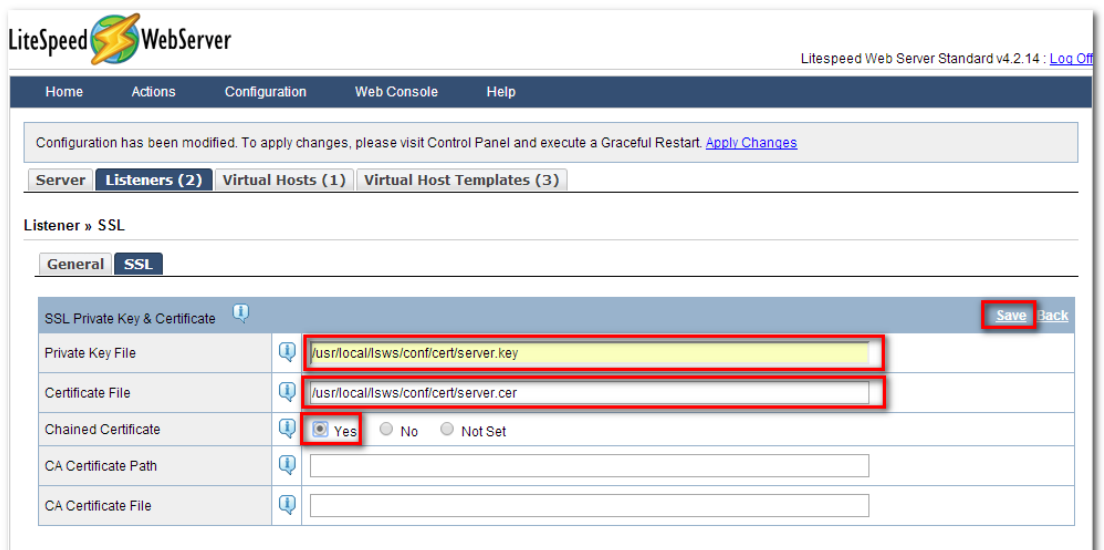 LiteSpeed WebServer
Litespeed Web Server Standard v4.2.14 : Log Off
Home Actions Configuration Web Console Help
Configuration has been modified. To apply changes, please visit Control Panel and execute a Graceful Restart. Apply Changes
Server Listeners (2) Virtual Hosts (1) Virtual Host Templates (3)
Listener » SSL
General SSL
SSL Private Key & Certificate Save Back
Private Key File /usr/local/lsws/conf/cert/server.key
Certificate File /usr/local/lsws/conf/cert/server.cer
Chained Certificate Yes No Not Set
CA Certificate Path
CA Certificate File